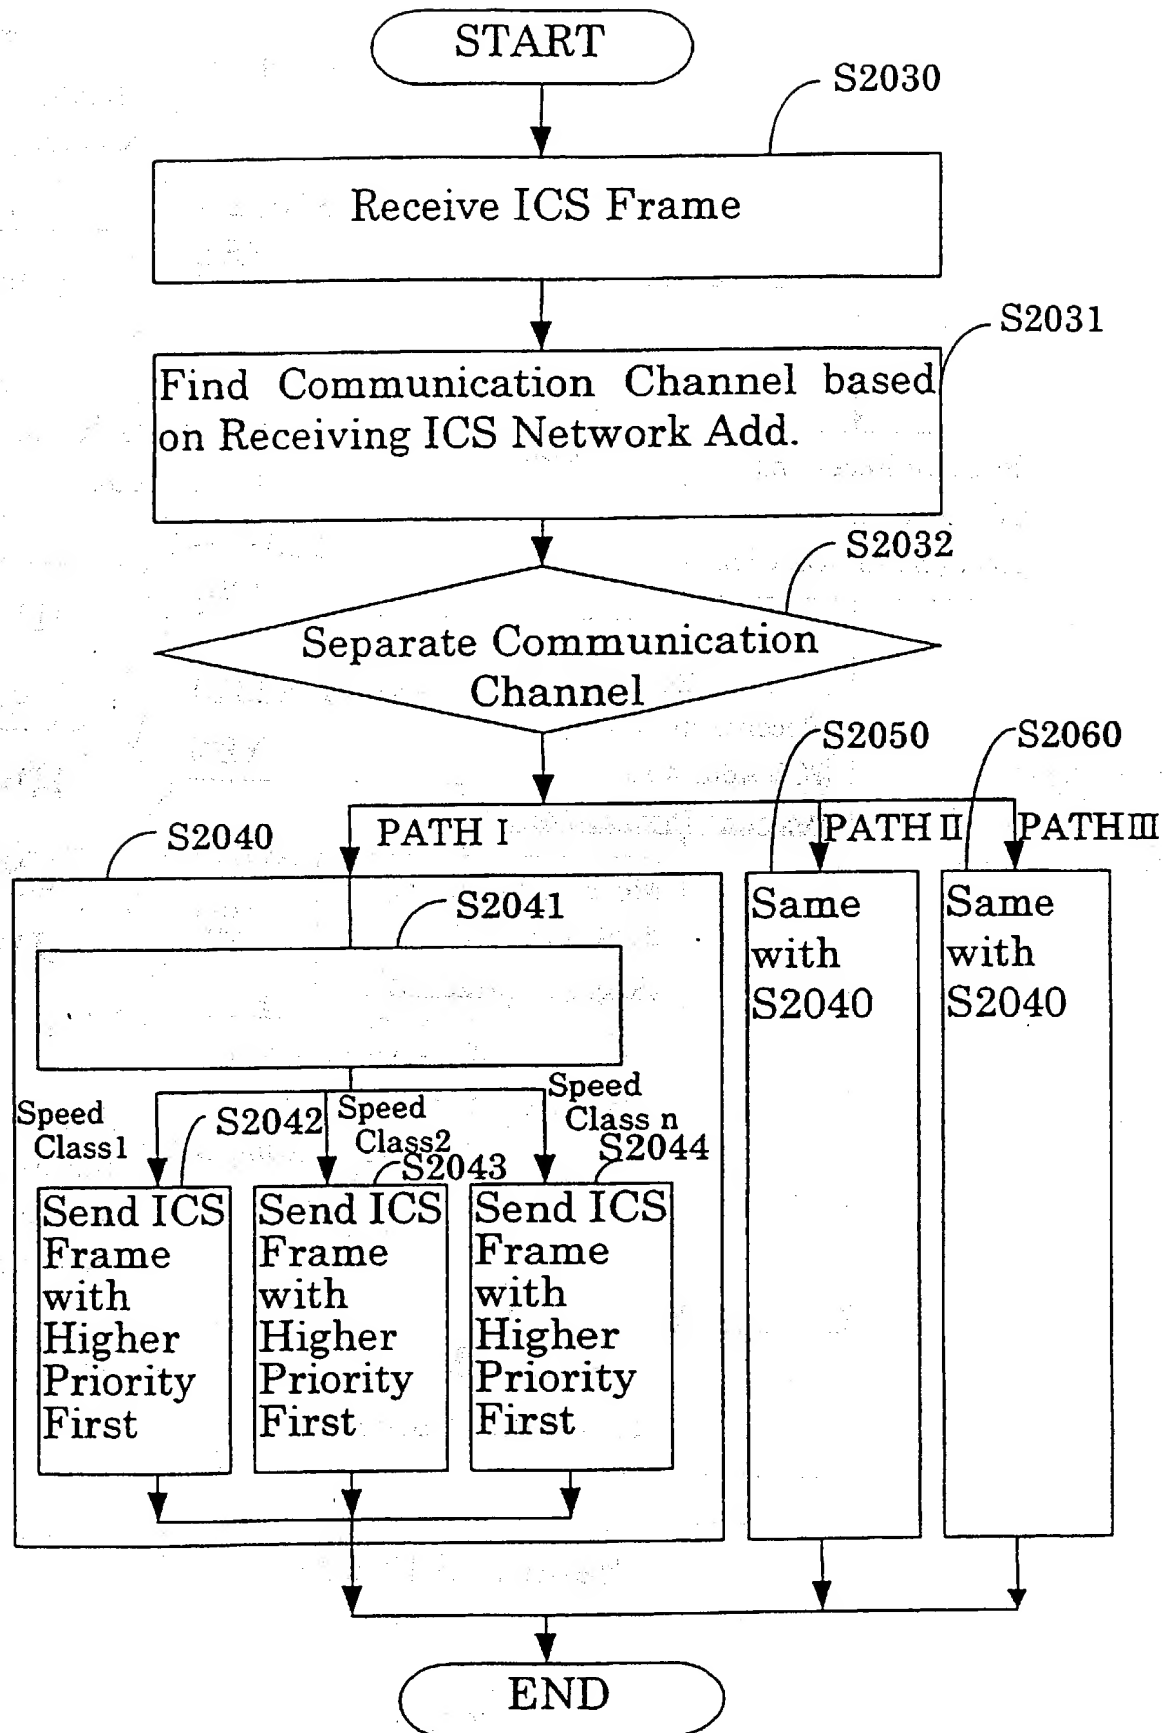 START
S2030
Receive ICS Frame
S2031
Find Communication Channel based
on Receiving ICS Network Add.
S2032
Separate Communication
Channel
S2050
S2060
S2040
PATH I
PATH II
PATH III
S2041
Same
with
S2040
Same
with
S2040
Speed
Class1
S2042
Speed
Class2
S2043
Speed
Class n
S2044
Send ICS
Frame
with
Higher
Priority
First
Send ICS
Frame
with
Higher
Priority
First
Send ICS
Frame
with
Higher
Priority
First
END